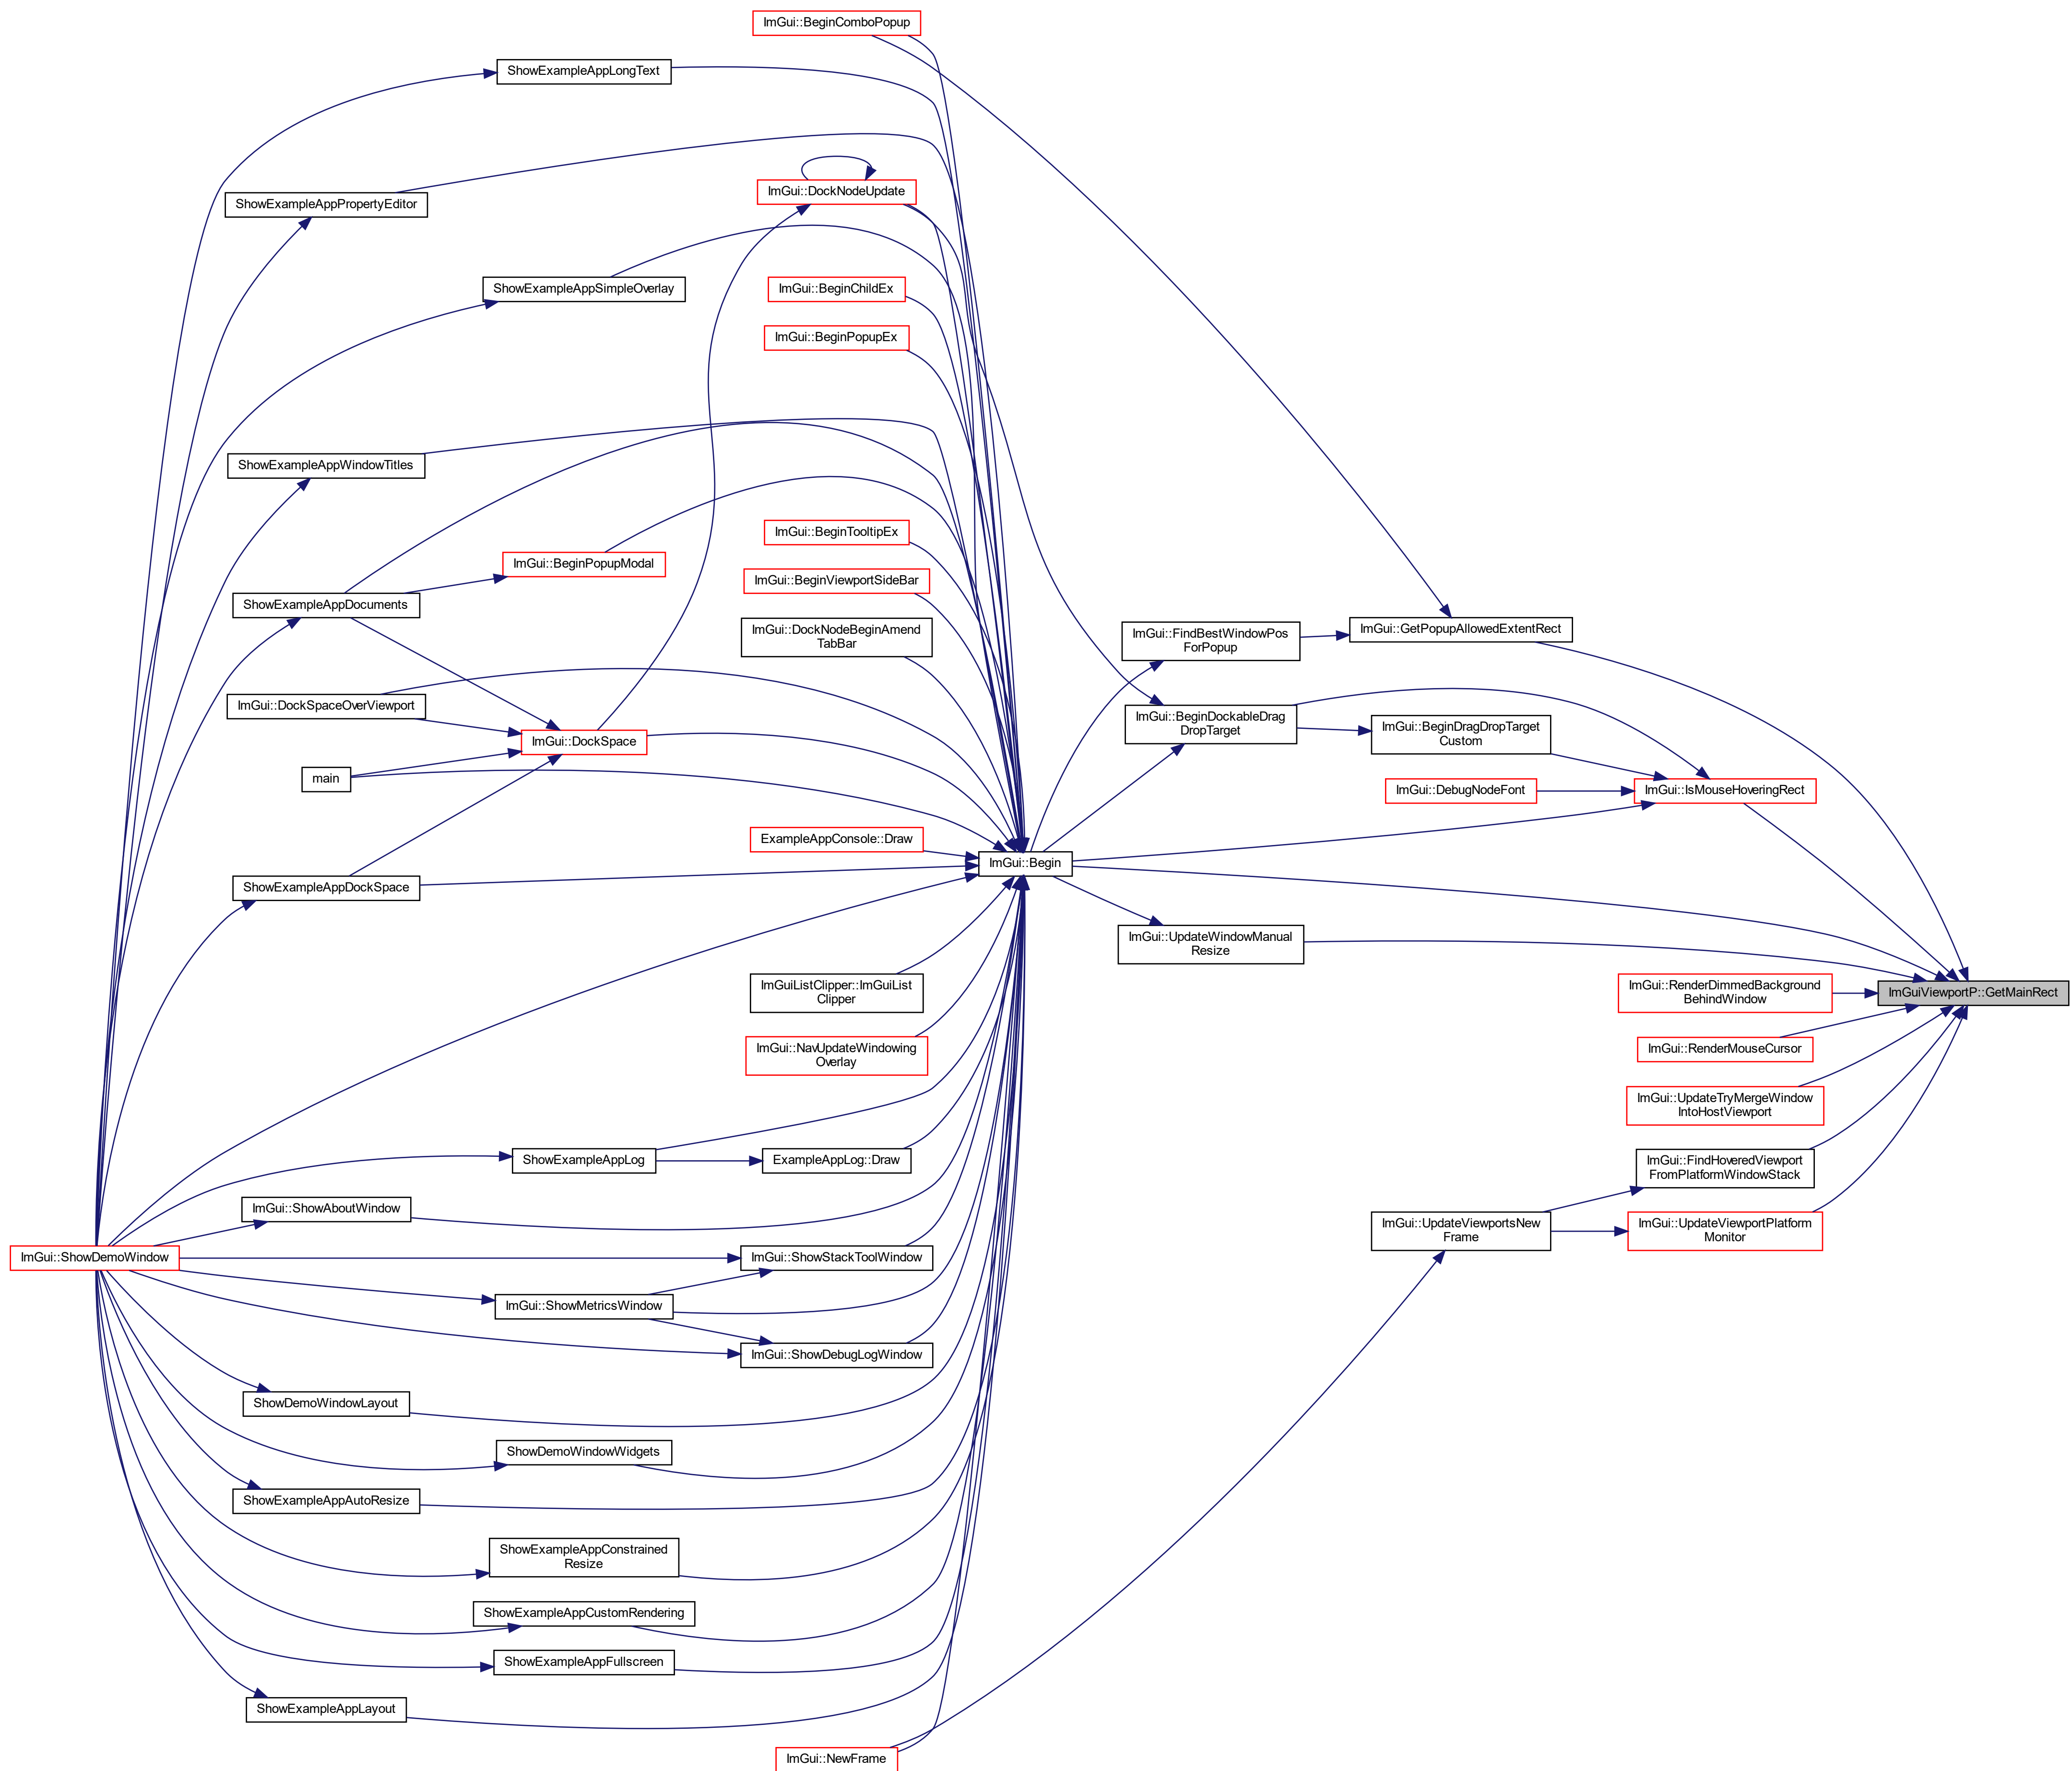 ImGui::BeginComboPopup
ShowExampleAppLongText
ImGui::DockNodeUpdate
ShowExampleAppPropertyEditor
ShowExampleAppSimpleOverlay
ImGui::BeginChildEx
ImGui::BeginPopupEx
ShowExampleAppWindowTitles
ImGui::BeginTooltipEx
ImGui::BeginPopupModal
ImGui::BeginViewportSideBar
ShowExampleAppDocuments
ImGui::DockNodeBeginAmend
TabBar
ImGui::FindBestWindowPos
ForPopup
ImGui::GetPopupAllowedExtentRect
ImGui::DockSpaceOverViewport
ImGui::BeginDockableDrag
DropTarget
ImGui::BeginDragDropTarget
Custom
ImGui::DockSpace
main
ImGui::DebugNodeFont
ImGui::IsMouseHoveringRect
ExampleAppConsole::Draw
ImGui::Begin
ShowExampleAppDockSpace
ImGui::UpdateWindowManual
Resize
ImGuiListClipper::ImGuiList
Clipper
ImGui::RenderDimmedBackground
BehindWindow
ImGuiViewportP::GetMainRect
ImGui::NavUpdateWindowing
Overlay
ImGui::RenderMouseCursor
ImGui::UpdateTryMergeWindow
IntoHostViewport
ShowExampleAppLog
ExampleAppLog::Draw
ImGui::FindHoveredViewport
FromPlatformWindowStack
ImGui::ShowAboutWindow
ImGui::UpdateViewportsNew
Frame
ImGui::UpdateViewportPlatform
Monitor
ImGui::ShowDemoWindow
ImGui::ShowStackToolWindow
ImGui::ShowMetricsWindow
ImGui::ShowDebugLogWindow
ShowDemoWindowLayout
ShowDemoWindowWidgets
ShowExampleAppAutoResize
ShowExampleAppConstrained
Resize
ShowExampleAppCustomRendering
ShowExampleAppFullscreen
ShowExampleAppLayout
ImGui::NewFrame